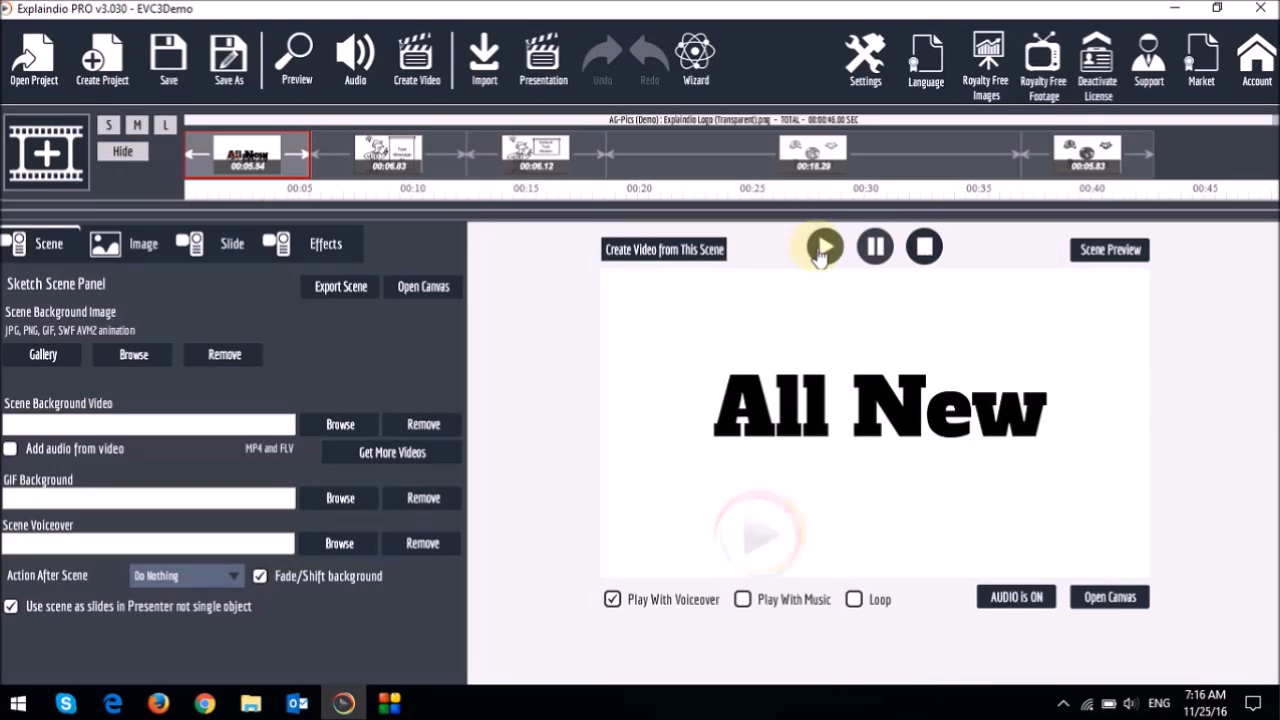 Explaindio PRO v3.030 - EVC3Demo
Open Project Create Project Save Save As Preview Audio Create Video Import Presentation Undo Redo Wizard Settings Language Royalty Free Images Royalty Free Footage Deactivate License Support Market Account
AG-Pics (Demo) : Explaindio Logo (Transparent).png - TOTAL - 00:00:46.00 SEC
S M L
Hide
All New
00:05.54 00:06.83 00:06.12 00:18.29 00:06.83
00:05 00:10 00:15 00:20 00:25 00:30 00:35 00:40 00:45
Scene Image Slide Effects
Create Video from This Scene Scene Preview
Sketch Scene Panel Export Scene Open Canvas
Scene Background Image
JPG, PNG, GIF, SWF AVM2 animation
Gallery Browse Remove
All New
Scene Background Video
Browse Remove
Add audio from video MP4 and FLV Get More Videos
GIF Background
Browse Remove
Scene Voiceover
Browse Remove
Action After Scene Do Nothing Fade/Shift background
Use scene as slides in Presenter not single object
Play With Voiceover Play With Music Loop AUDIO is ON Open Canvas
ENG 7:16 AM
11/25/16